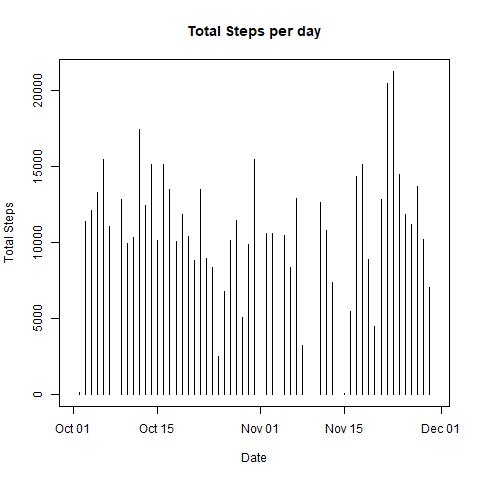 Total Steps per day
Total Steps
20000
15000
10000
5000
0
Oct 01 Oct 15 Nov 01 Nov 15 Dec 01
Date